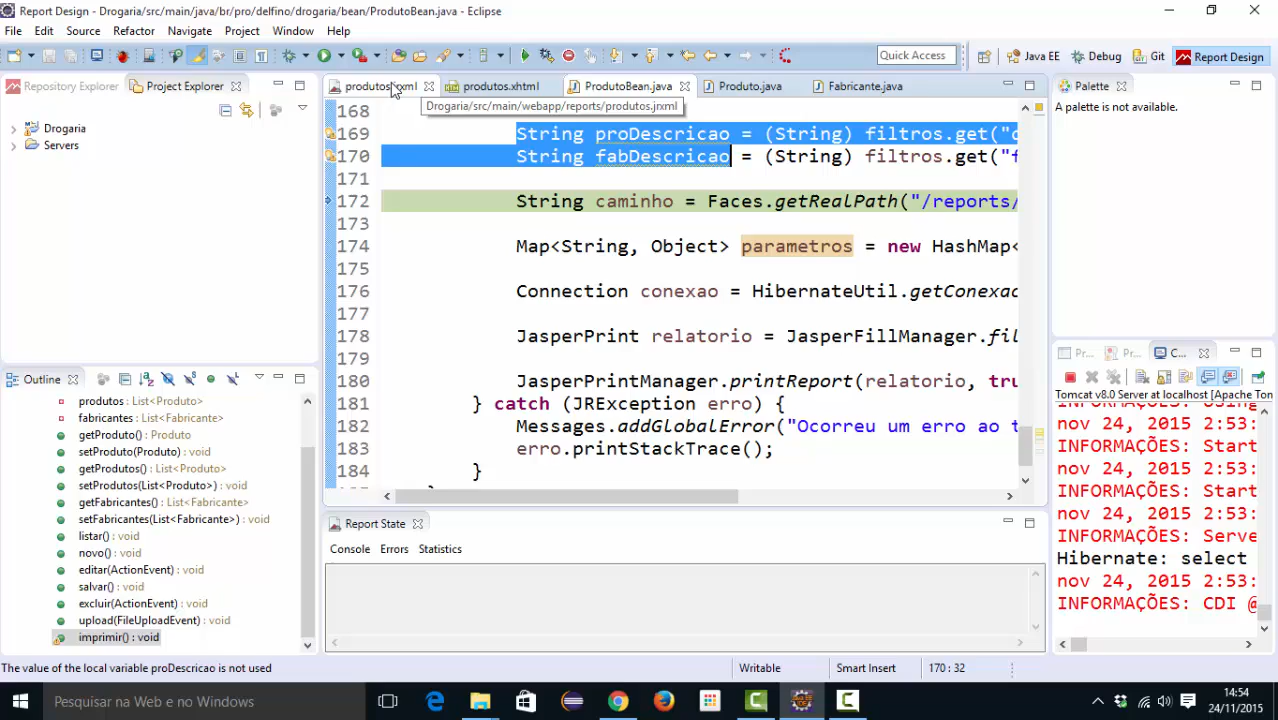 Report Design - Drogaria/src/main/java/br/pro/delfino/drogaria/bean/ProdutoBean.java - Eclipse
File Edit Source Refactor Navigate Project Run Window Help
Quick Access
Java EE Debug Git Report Design
Repository Explorer Project Explorer
Drogaria
Servers
produtos.jrxml produtos.xhtml ProdutoBean.java Produto.java Fabricante.java
Drogaria/src/main/webapp/reports/produtos.jrxml
168
169 String proDescricao = (String) filtros.get("d
170 String fabDescricao = (String) filtros.get("f
171
172 String caminho = Faces.getRealPath("/reports/
173
174 Map<String, Object> parametros = new HashMap<
175
176 Connection conexao = HibernateUtil.getConexao
177
178 JasperPrint relatorio = JasperFillManager.fil
179
180 JasperPrintManager.printReport(relatorio, tru
181 } catch (JRException erro) {
182 Messages.addGlobalError("Ocorreu um erro ao t
183 erro.printStackTrace();
184 }
Palette
A palette is not available.
Outline
produtos : List<Produto>
fabricantes : List<Fabricante>
getProduto() : Produto
setProduto(Produto) : void
getProdutos() : List<Produto>
setProdutos(List<Produto>) : void
getFabricantes() : List<Fabricante>
setFabricantes(List<Fabricante>) : void
listar() : void
novo() : void
editar(ActionEvent) : void
salvar() : void
excluir(ActionEvent) : void
upload(FileUploadEvent) : void
imprimir() : void
Report State
Console Errors Statistics
Pr... Pr... C...
Tomcat v8.0 Server at localhost [Apache Ton
nov 24, 2015 2:53:
INFORMAÇÕES: Start
nov 24, 2015 2:53:
INFORMAÇÕES: Start
nov 24, 2015 2:53:
INFORMAÇÕES: Serve
Hibernate: select
nov 24, 2015 2:53:
INFORMAÇÕES: CDI @
The value of the local variable proDescricao is not used
Writable Smart Insert 170 : 32
Pesquisar na Web e no Windows
14:54
24/11/2015